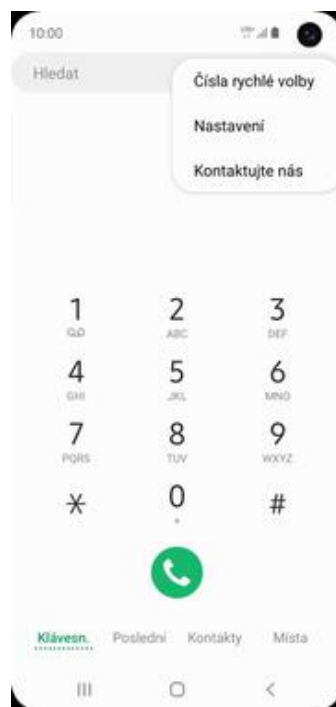 10:00
Hledat
Čísla rychlé volby
Nastavení
Kontaktujte nás
1 2 3
ABC DEF
4 5 6
GHI JKL MNO
7 8 9
PQRS TUV WXYZ
* 0 #
+
Klávesn. Poslední Kontakty Místa